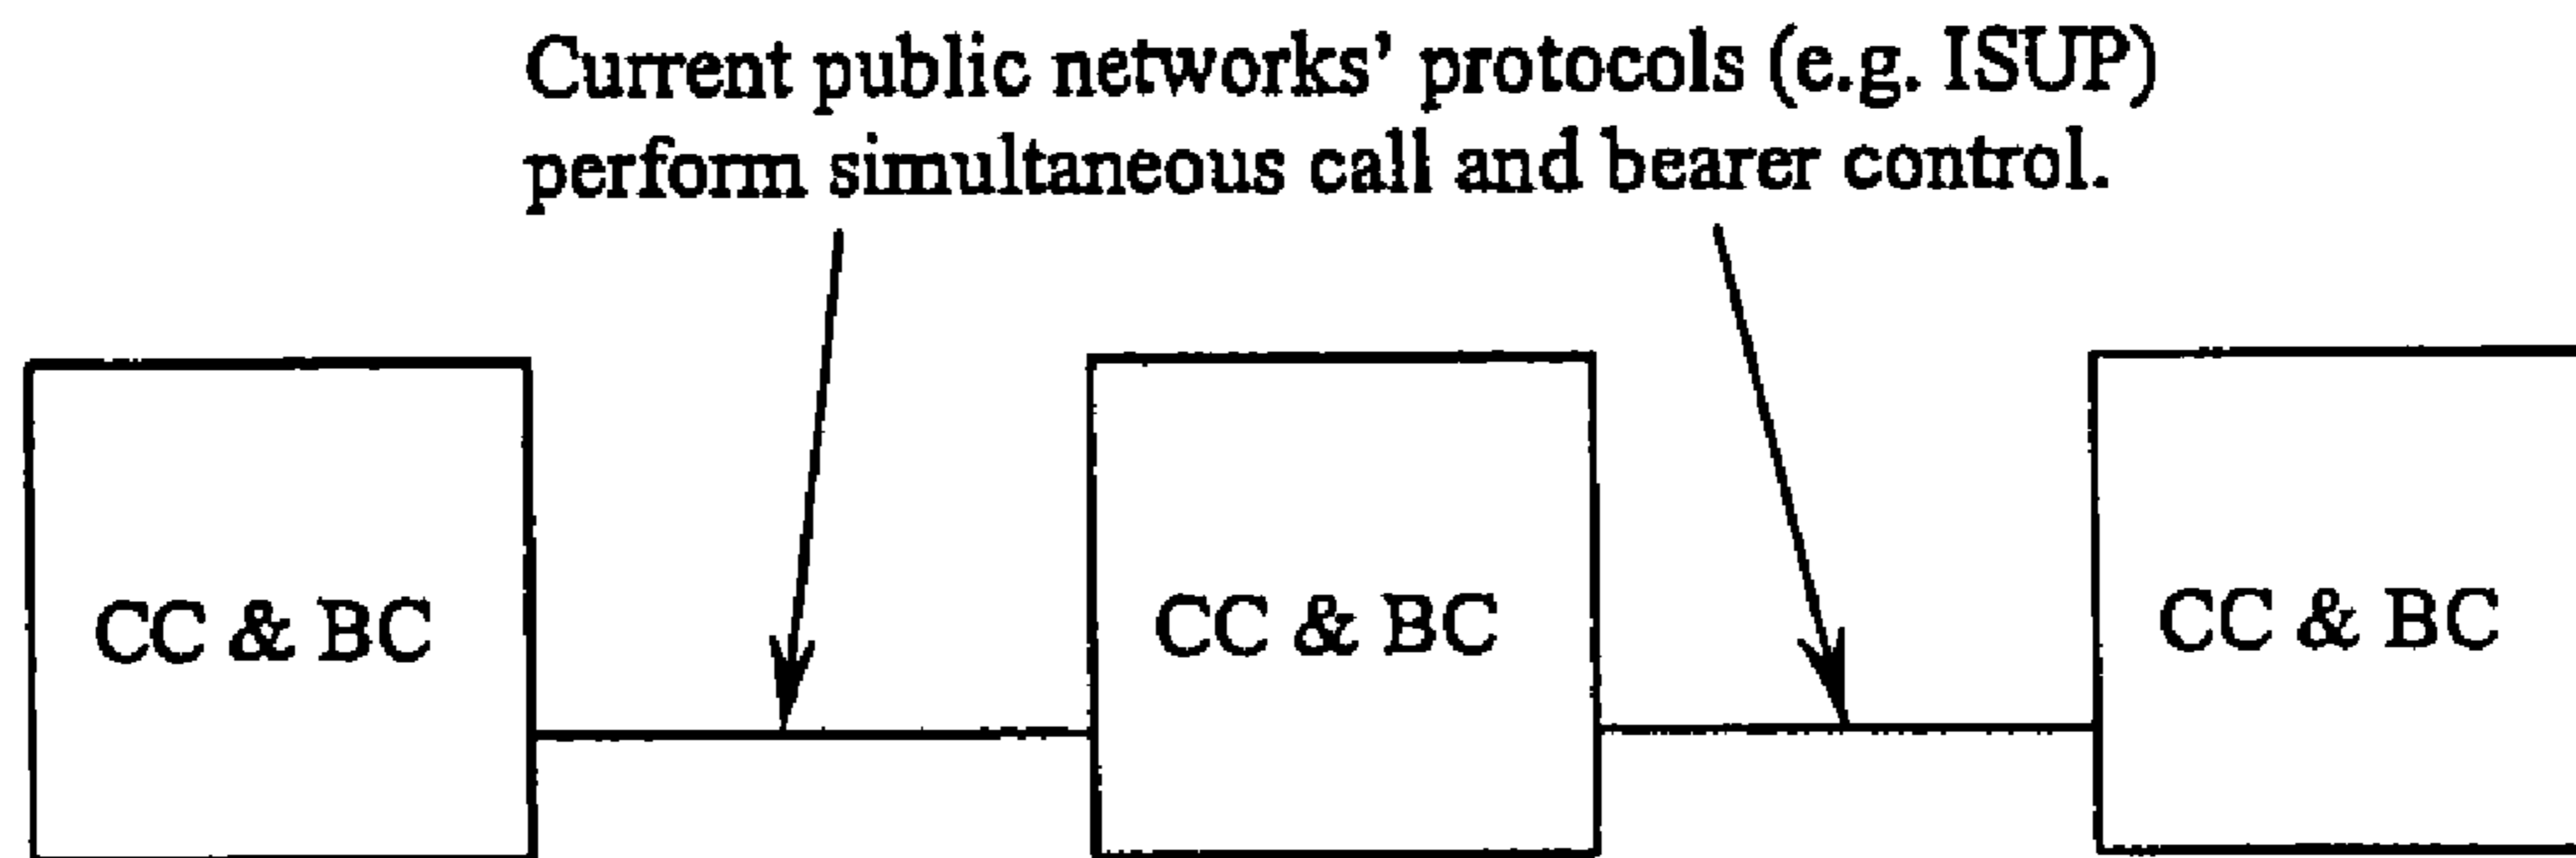 Current public networks' protocols (e.g. ISUP)
perform simultaneous call and bearer control.
CC & BC
CC & BC
CC & BC